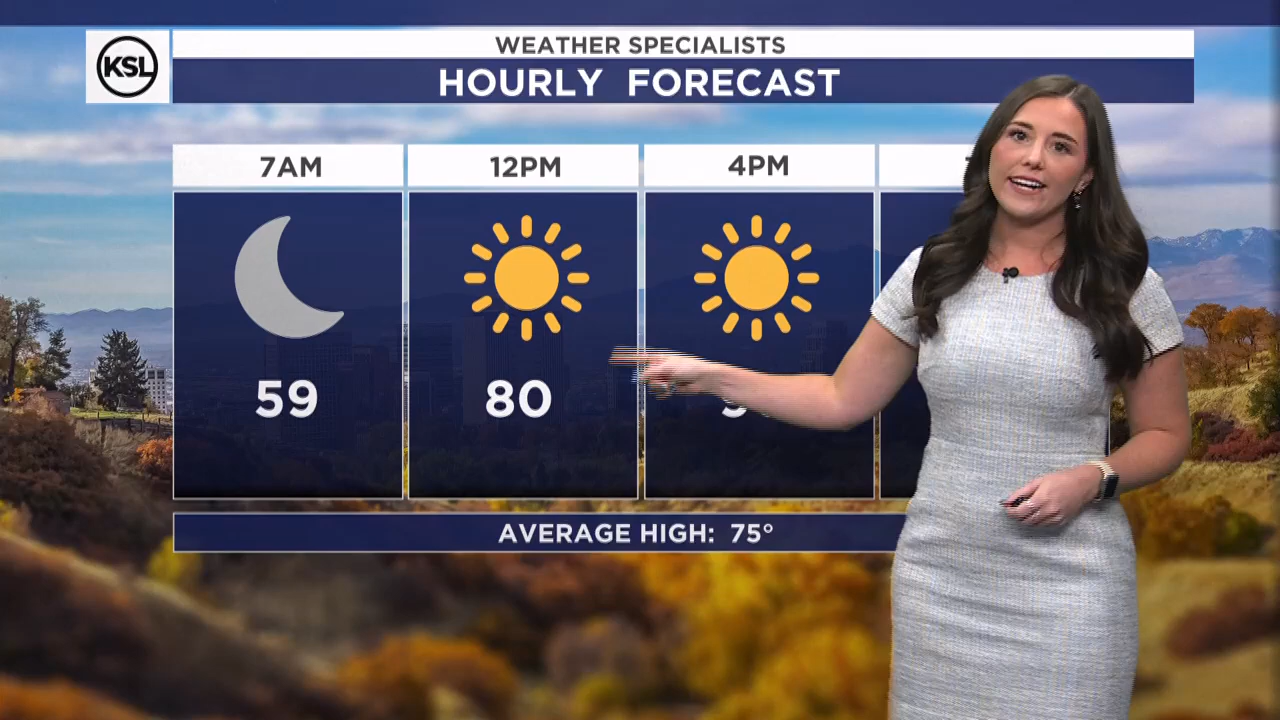 KSL
WEATHER SPECIALISTS
HOURLY FORECAST
7AM
12PM
4PM
59
80
AVERAGE HIGH: 75°